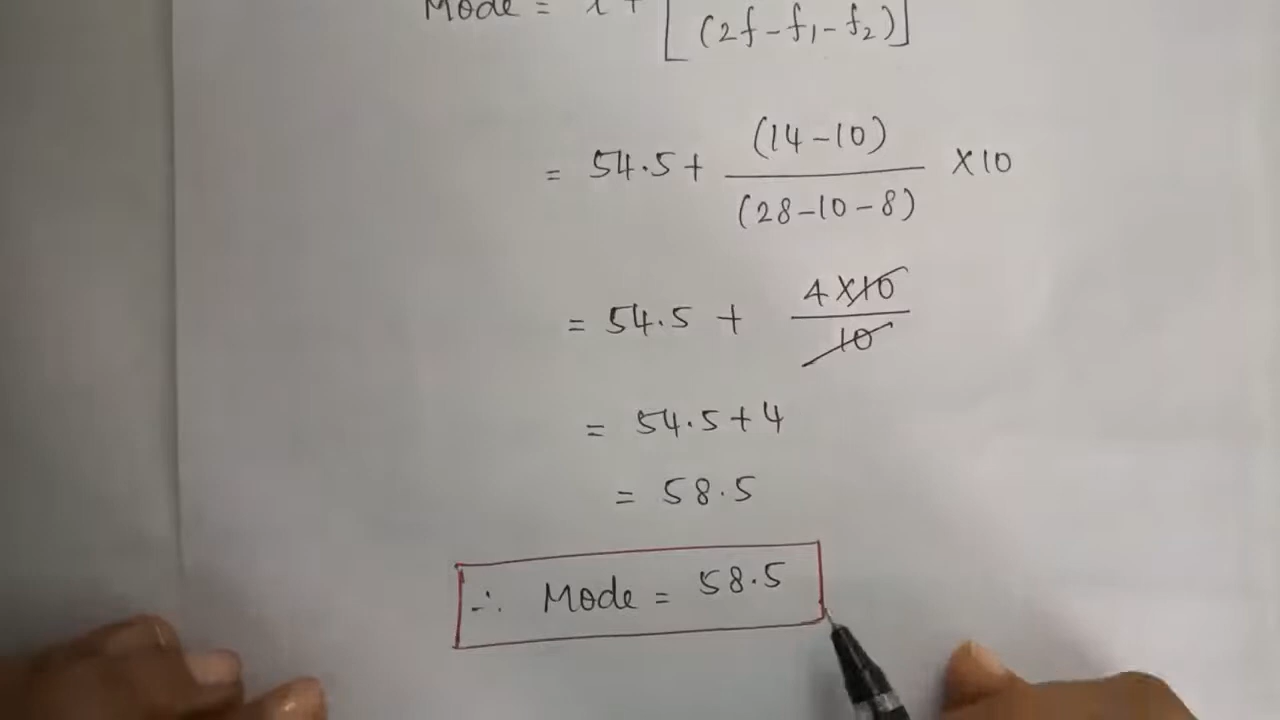 Mode = l +
[(2f-f₁-f₂)]
= 54.5 + (14-10) / (28-10-8) ×10
= 54.5 + 4×10 / 10
= 54.5+4
= 58.5
∴ Mode = 58.5